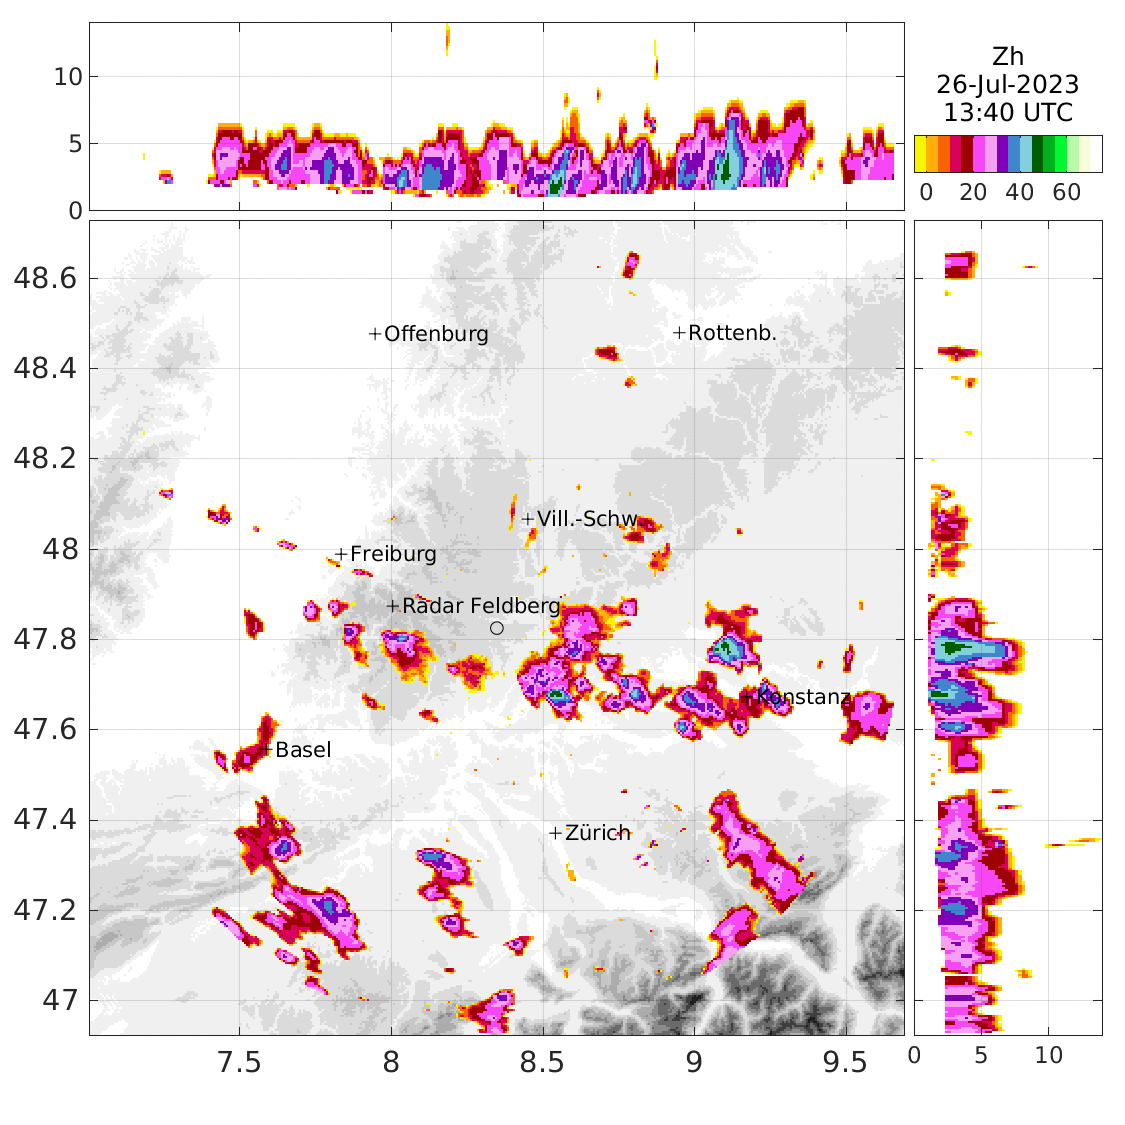 10
5
0
Zh
26-Jul-2023
13:40 UTC
0 20 40 60
48.6
48.4
48.2
48
47.8
47.6
47.4
47.2
47
+Offenburg
+Rottenb.
+Vill.-Schw.
+Freiburg
+Radar Feldberg
+Konstanz
+Basel
+Zürich
7.5 8 8.5 9 9.5
0 5 10